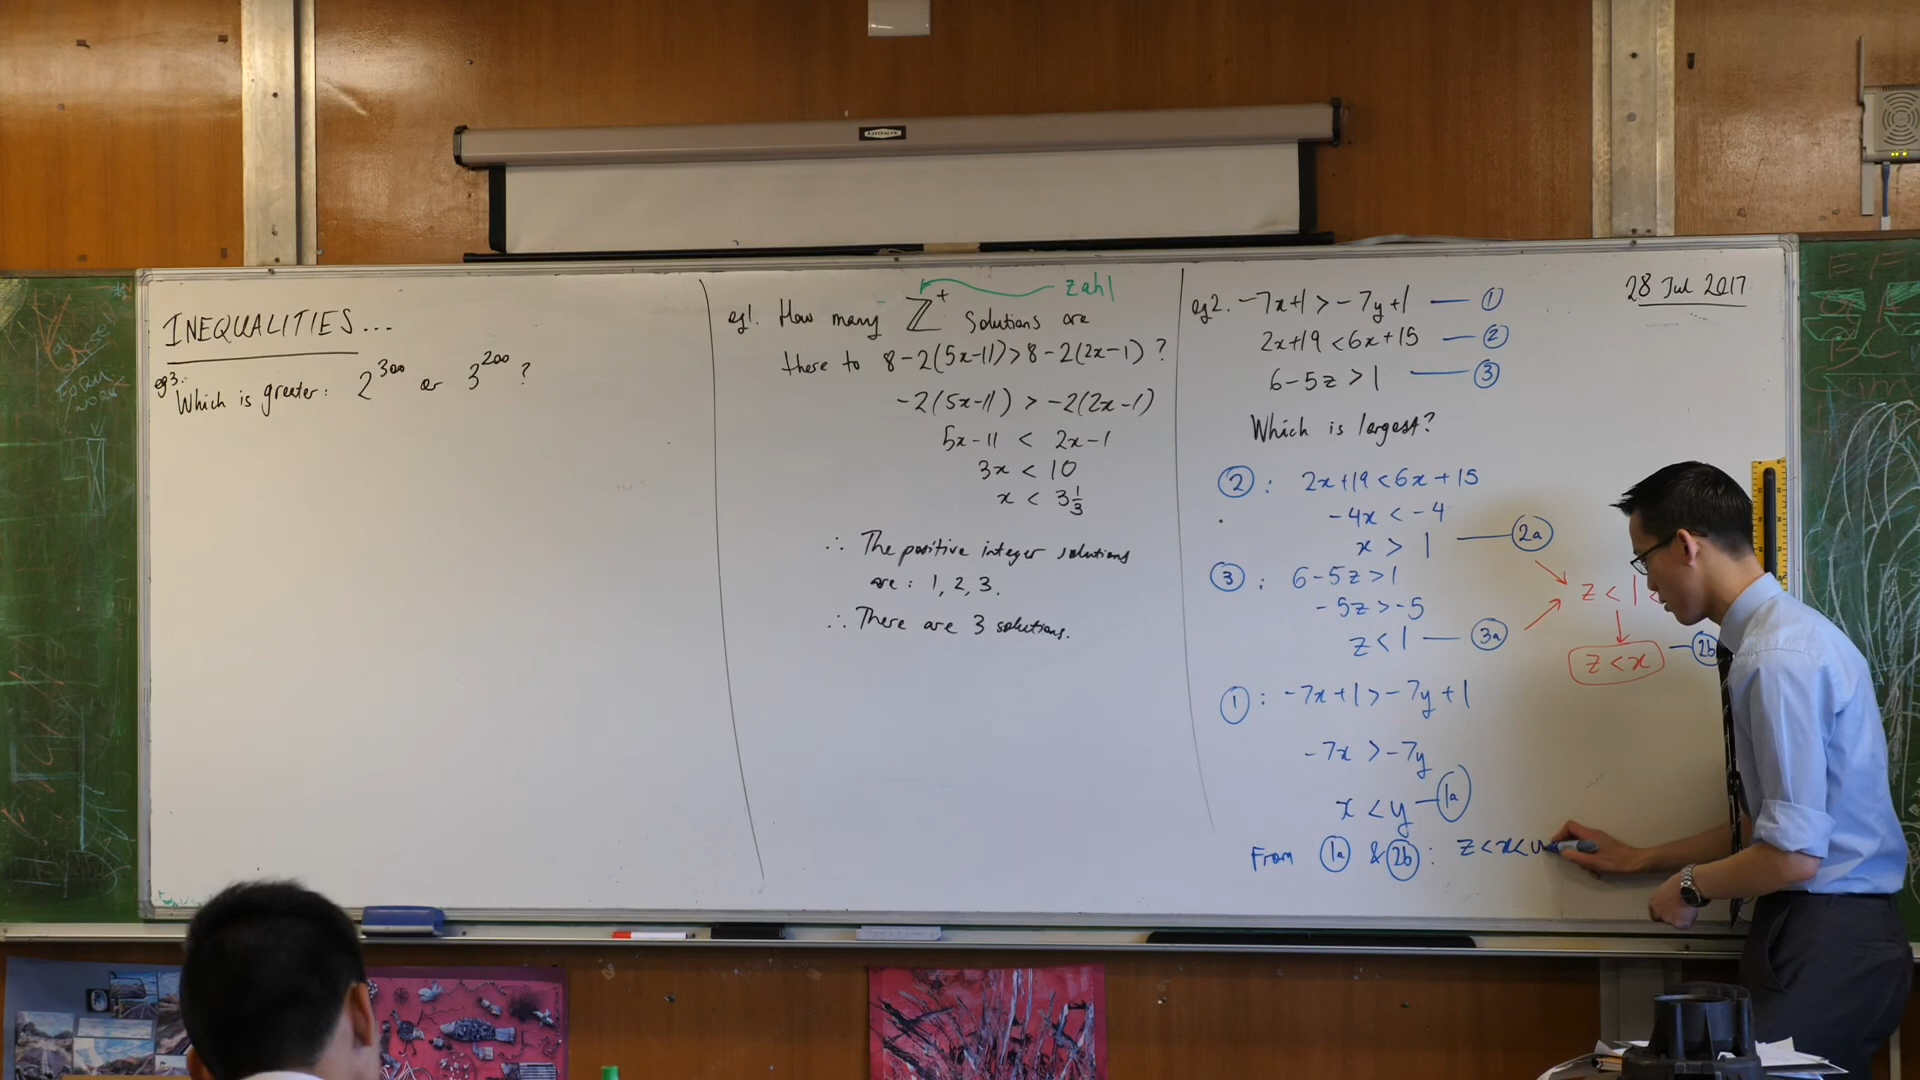 INEQUALITIES...
eg3. Which is greater: 2^300 or 3^200 ?
eg1. How many ℤ⁺ solutions are
zahl
there to 8-2(5x-11)>8-2(2x-1) ?
-2(5x-11) > -2(2x-1)
5x-11 < 2x-1
3x < 10
x < 3 1/3
∴ The positive integer solutions
are: 1, 2, 3.
∴ There are 3 solutions.
28 Jul 2017
eg2. -7x+1 > -7y+1 — ①
2x+19 < 6x+15 — ②
6-5z > 1 — ③
Which is largest?
② : 2x+19 < 6x+15
-4x < -4
x > 1 — 2a
③ : 6-5z > 1
-5z > -5
z < 1 — 3a
z < 1 <
z < x — 2b
① : -7x+1 > -7y+1
-7x > -7y
x < y — 1a
From 1a & 2b : z < x <